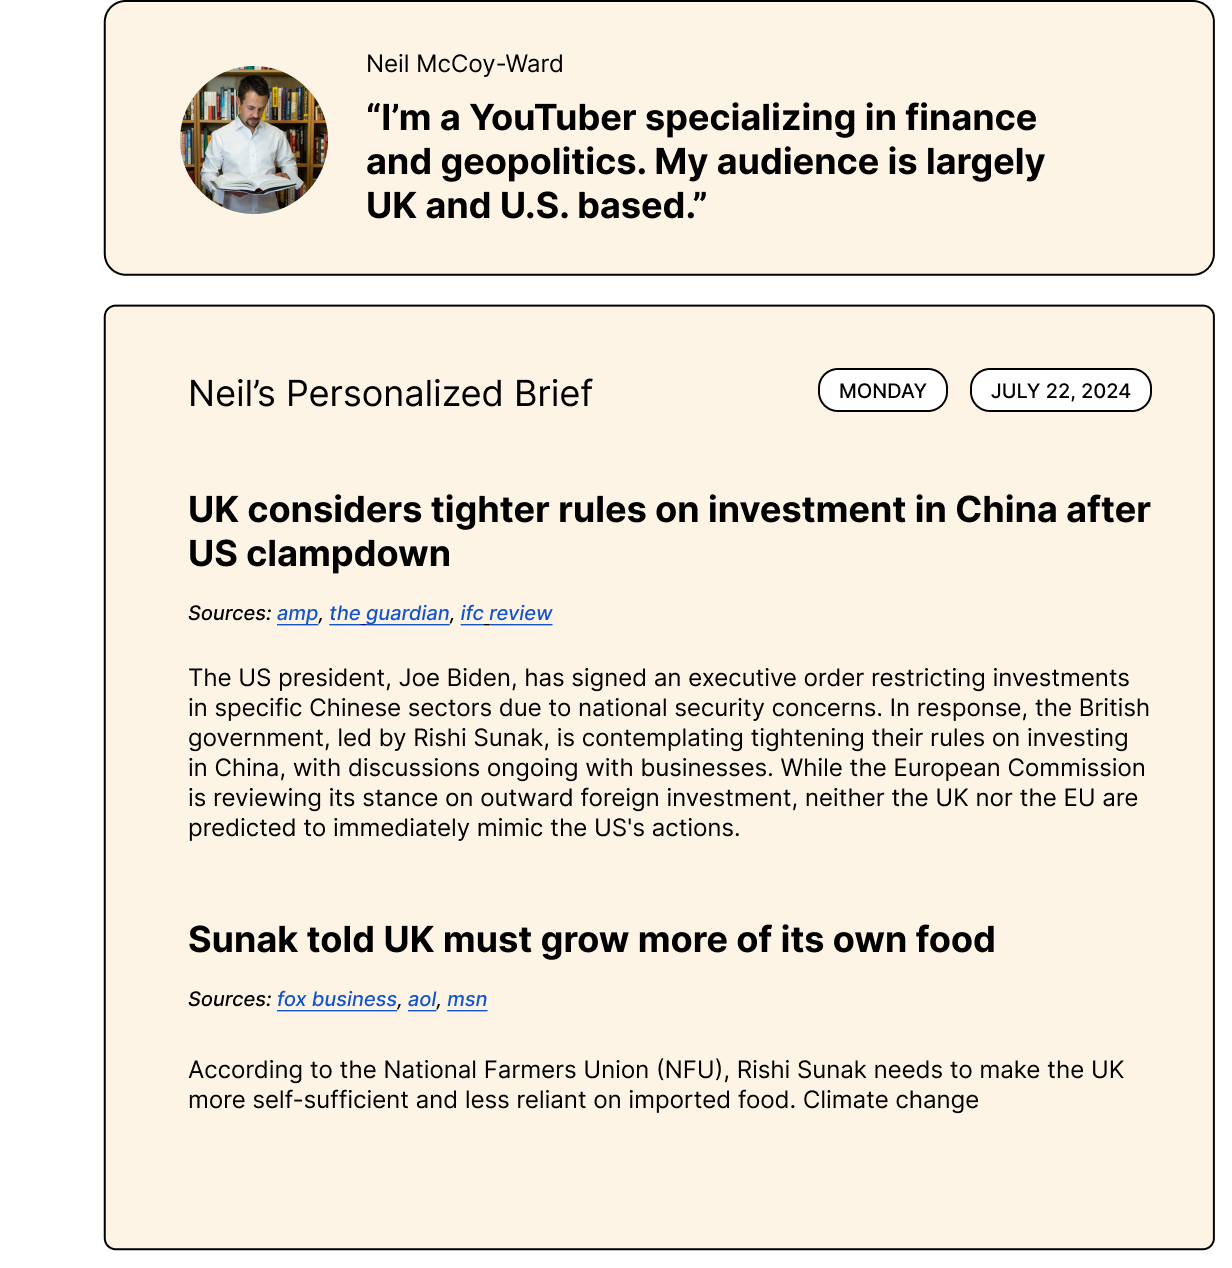 Neil McCoy-Ward
“I’m a YouTuber specializing in finance
and geopolitics. My audience is largely
UK and U.S. based.”
Neil’s Personalized Brief
MONDAY
JULY 22, 2024
UK considers tighter rules on investment in China after
US clampdown
Sources: amp, the guardian, ifc review
The US president, Joe Biden, has signed an executive order restricting investments
in specific Chinese sectors due to national security concerns. In response, the British
government, led by Rishi Sunak, is contemplating tightening their rules on investing
in China, with discussions ongoing with businesses. While the European Commission
is reviewing its stance on outward foreign investment, neither the UK nor the EU are
predicted to immediately mimic the US's actions.
Sunak told UK must grow more of its own food
Sources: fox business, aol, msn
According to the National Farmers Union (NFU), Rishi Sunak needs to make the UK
more self-sufficient and less reliant on imported food. Climate change